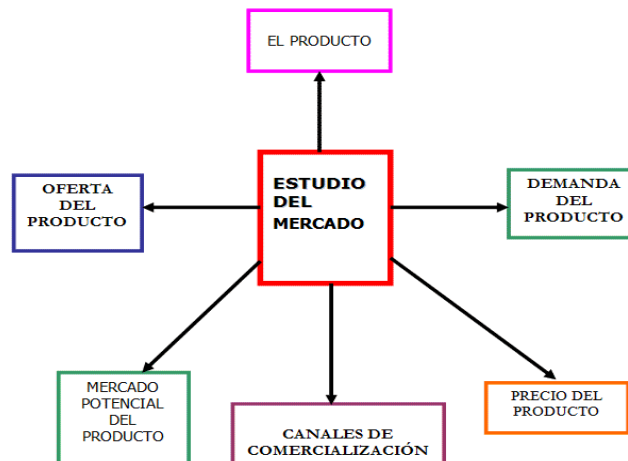 EL PRODUCTO
OFERTA
DEL
PRODUCTO
ESTUDIO
DEL
MERCADO
DEMANDA
DEL
PRODUCTO
MERCADO
POTENCIAL
DEL
PRODUCTO
CANALES DE
COMERCIALIZACIÓN
PRECIO DEL
PRODUCTO